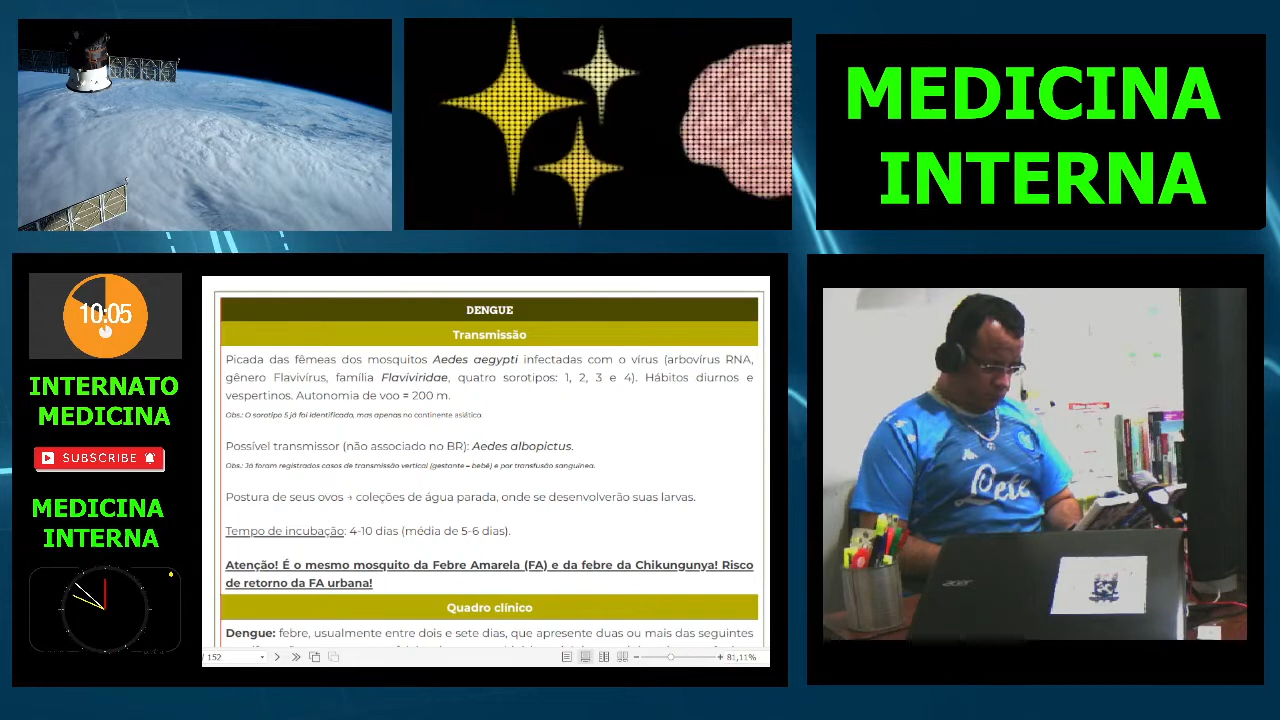 MEDICINA
INTERNA
10:05
INTERNATO
MEDICINA
SUBSCRIBE
MEDICINA
INTERNA
DENGUE
Transmissão
Picada das fêmeas dos mosquitos Aedes aegypti infectadas com o vírus (arbovírus RNA,
gênero Flavivírus, família Flaviviridae, quatro sorotipos: 1, 2, 3 e 4). Hábitos diurnos e
vespertinos. Autonomia de voo = 200 m.
Obs.: O sorotipo 5 já foi identificado, mas apenas no continente asiático.
Possível transmissor (não associado no BR): Aedes albopictus.
Obs.: Já foram registrados casos de transmissão vertical (gestante – bebê) e por transfusão sanguínea.
Postura de seus ovos → coleções de água parada, onde se desenvolverão suas larvas.
Tempo de incubação: 4-10 dias (média de 5-6 dias).
Atenção! É o mesmo mosquito da Febre Amarela (FA) e da febre da Chikungunya! Risco
de retorno da FA urbana!
Quadro clínico
Dengue: febre, usualmente entre dois e sete dias, que apresente duas ou mais das seguintes
/ 152
81,11%
acer